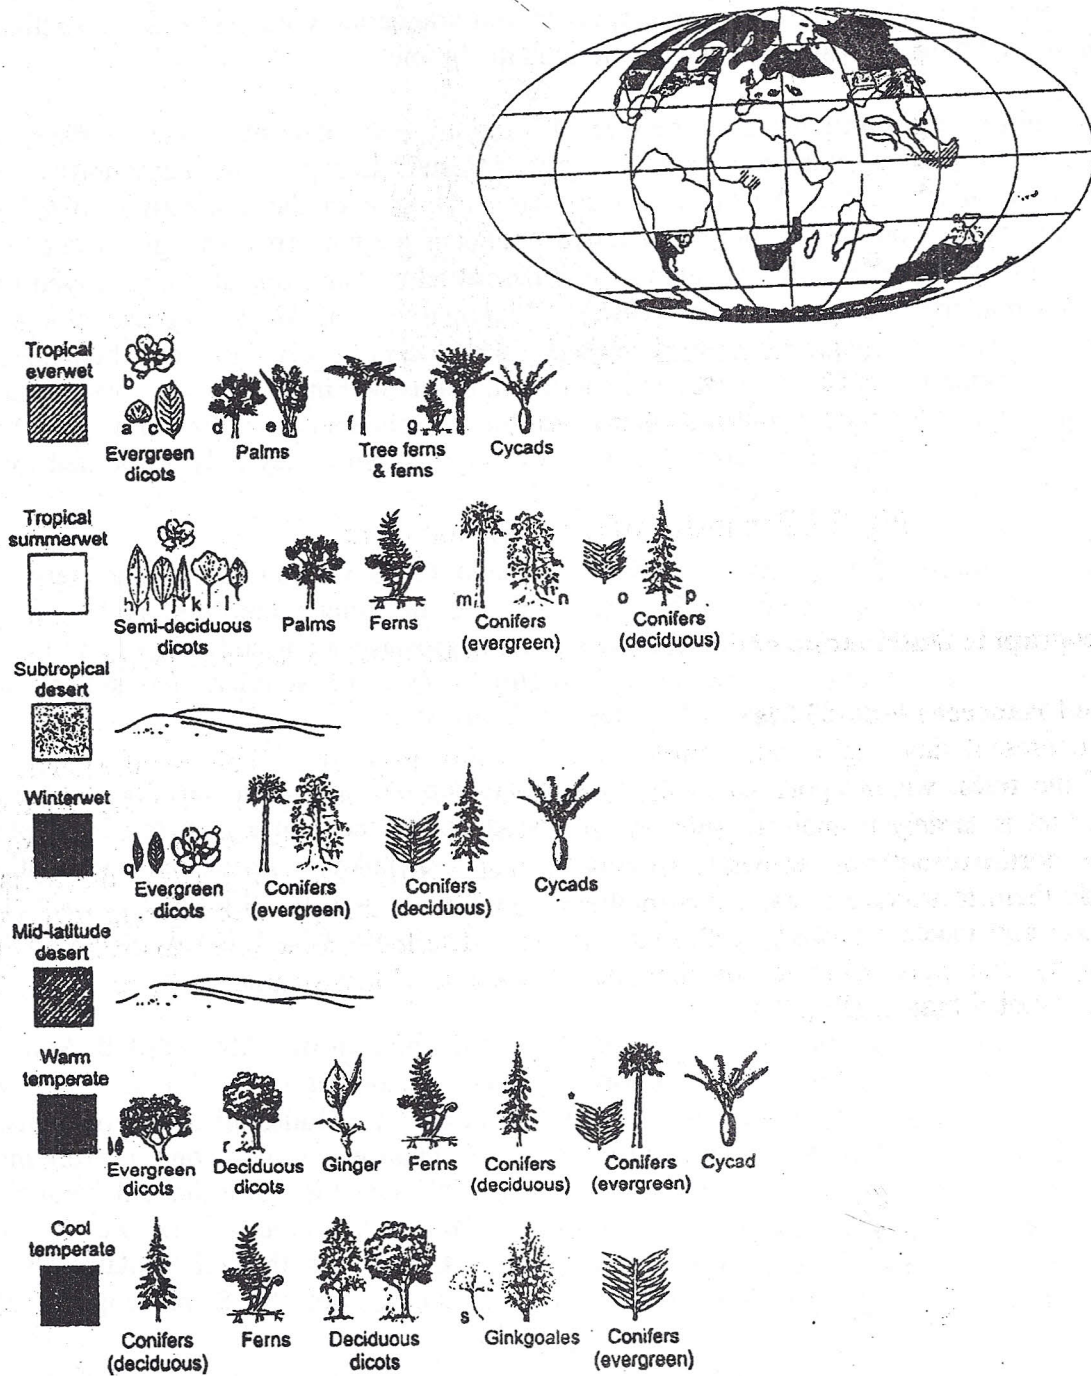 Tropical
everwet
b
a c
d
e
f
g
Evergreen
dicots
Palms
Tree ferns
& ferns
Cycads
Tropical
summerwet
i j k l
m
n
o
p
Semi-deciduous
dicots
Palms
Ferns
Conifers
(evergreen)
Conifers
(deciduous)
Subtropical
desert
Winterwet
q
*
Evergreen
dicots
Conifers
(evergreen)
Conifers
(deciduous)
Cycads
Mid-latitude
desert
Warm
temperate
r
*
Evergreen
dicots
Deciduous
dicots
Ginger
Ferns
Conifers
(deciduous)
Conifers
(evergreen)
Cycad
Cool
temperate
s
Conifers
(deciduous)
Ferns
Deciduous
dicots
Ginkgoales
Conifers
(evergreen)